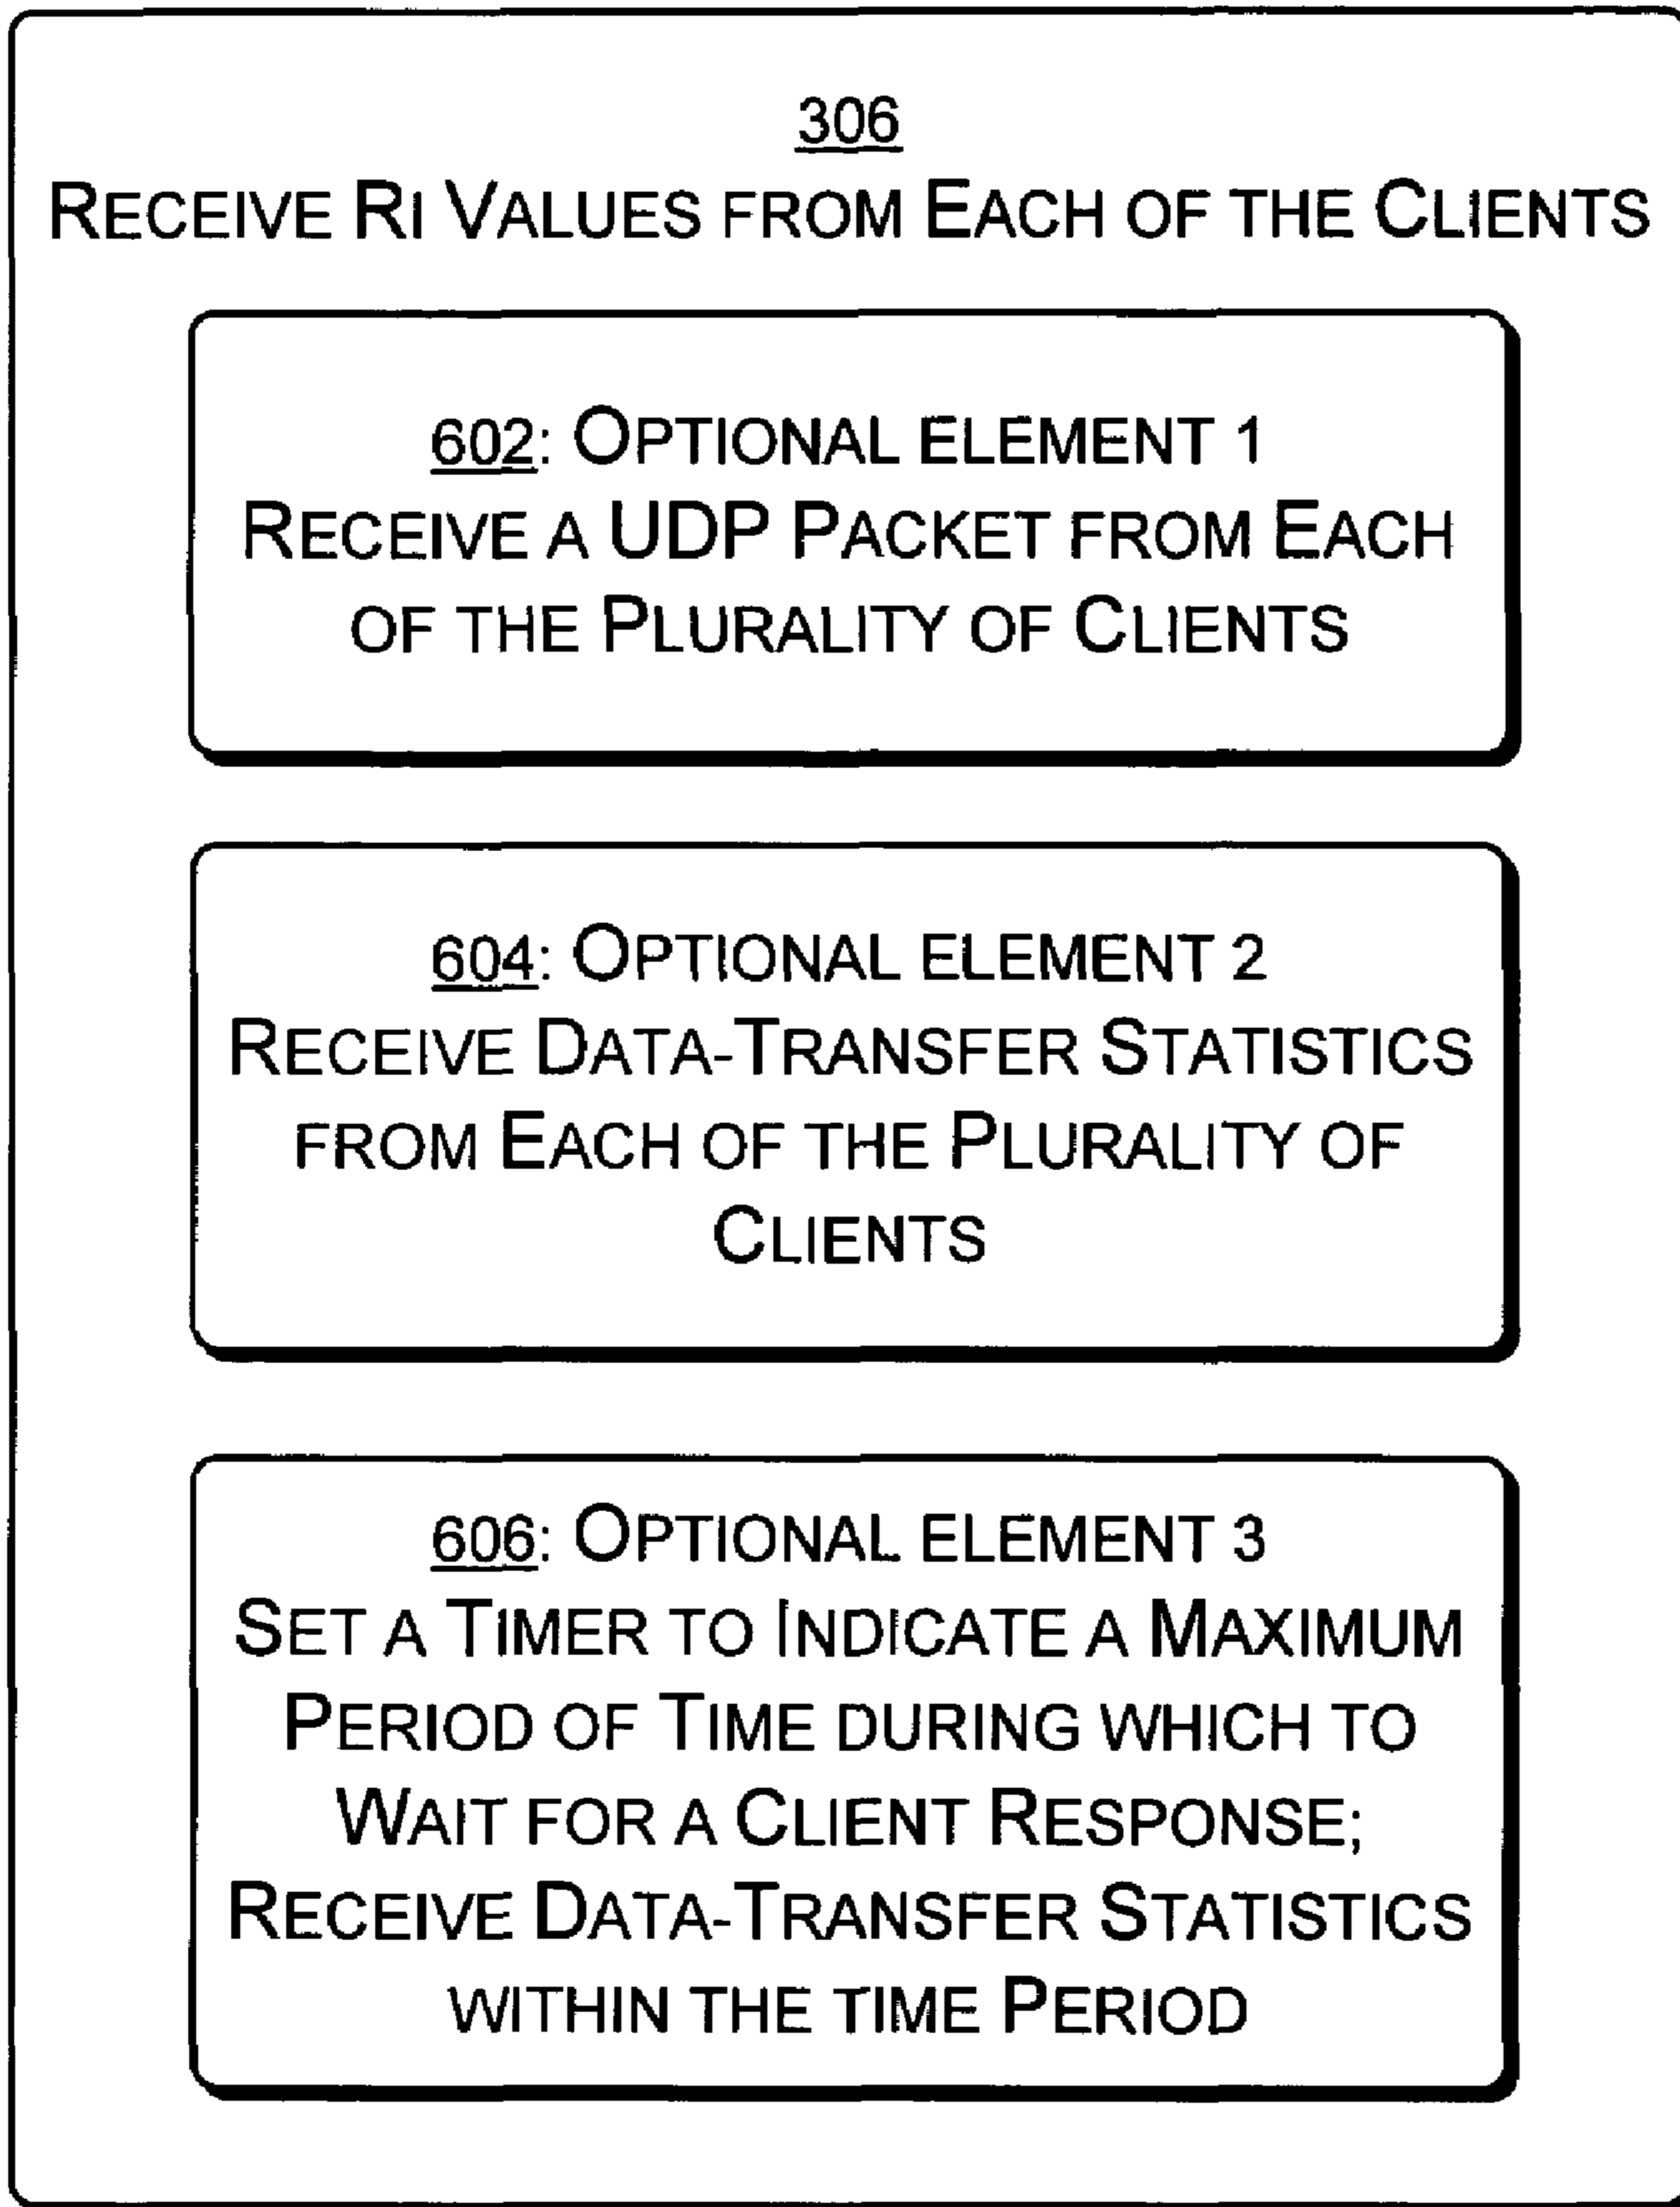 306
RECEIVE RI VALUES FROM EACH OF THE CLIENTS
602: OPTIONAL ELEMENT 1
RECEIVE A UDP PACKET FROM EACH
OF THE PLURALITY OF CLIENTS
604: OPTIONAL ELEMENT 2
RECEIVE DATA-TRANSFER STATISTICS
FROM EACH OF THE PLURALITY OF
CLIENTS
606: OPTIONAL ELEMENT 3
SET A TIMER TO INDICATE A MAXIMUM
PERIOD OF TIME DURING WHICH TO
WAIT FOR A CLIENT RESPONSE;
RECEIVE DATA-TRANSFER STATISTICS
WITHIN THE TIME PERIOD